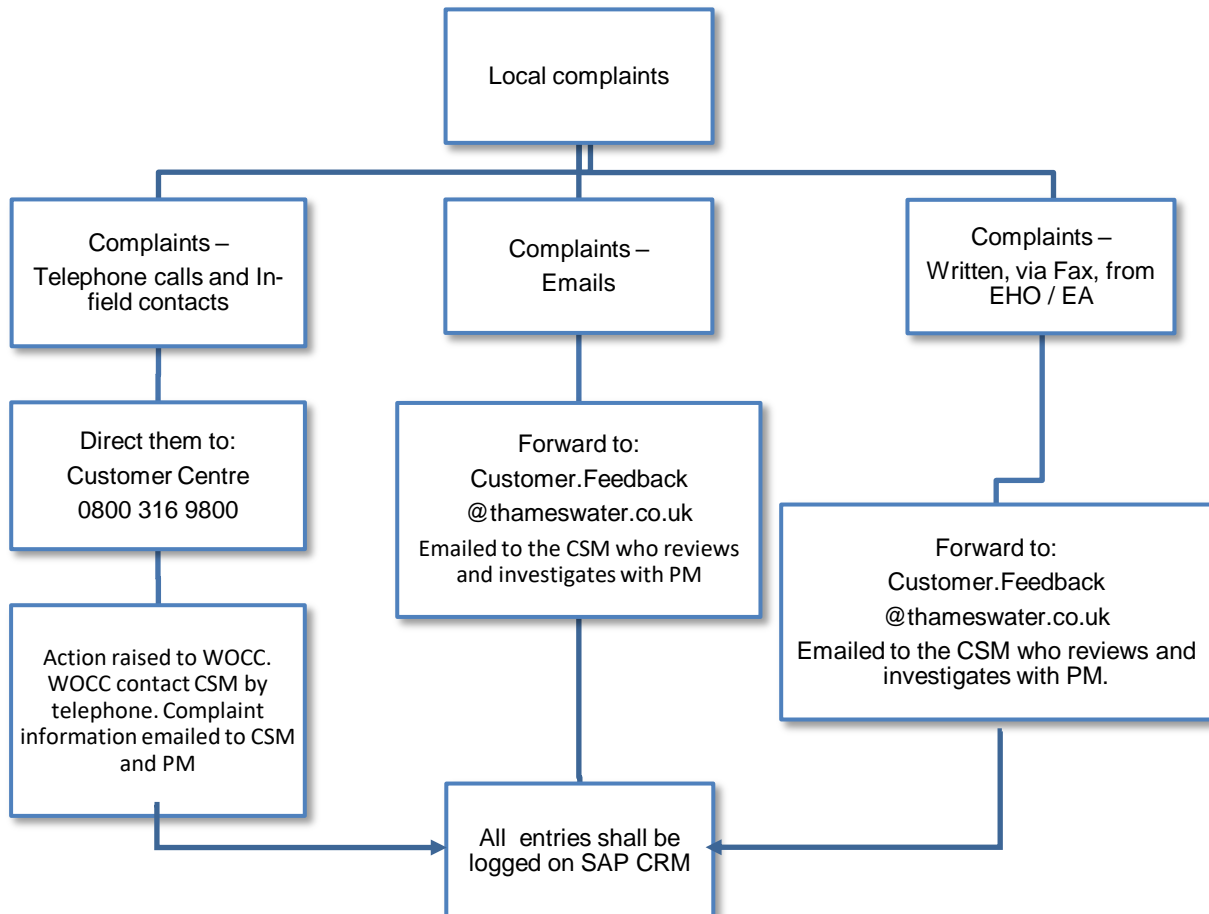 Local complaints
Complaints –
Telephone calls and In-
field contacts
Complaints –
Emails
Complaints –
Written, via Fax, from
EHO / EA
Direct them to:
Customer Centre
0800 316 9800
Forward to:
Customer.Feedback
@thameswater.co.uk
Emailed to the CSM who reviews
and investigates with PM
Forward to:
Customer.Feedback
@thameswater.co.uk
Emailed to the CSM who reviews and
investigates with PM.
Action raised to WOCC.
WOCC contact CSM by
telephone. Complaint
information emailed to CSM
and PM
All entries shall be
logged on SAP CRM